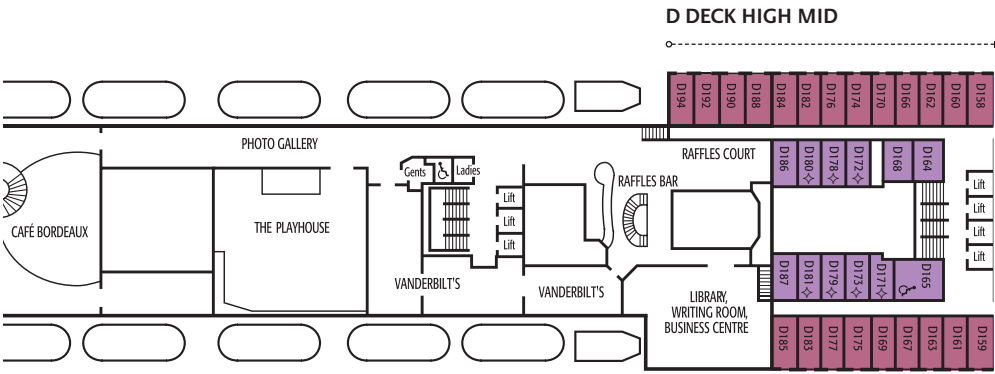 D DECK HIGH MID
D194
D192
D190
D188
D184
D182
D176
D174
D170
D166
D162
D160
D158
PHOTO GALLERY
RAFFLES COURT
D186
D180
D178
D172
D168
D164
Gents
Ladies
RAFFLES BAR
Lift
Lift
Lift
Lift
Lift
Lift
Lift
CAFÉ BORDEAUX
THE PLAYHOUSE
VANDERBILT'S
VANDERBILT'S
LIBRARY,
WRITING ROOM,
BUSINESS CENTRE
D187
D181
D179
D173
D171
D165
D185
D183
D177
D175
D169
D167
D163
D161
D159